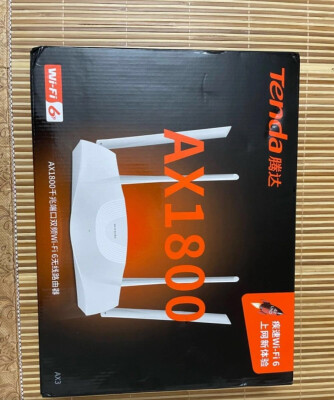 Tenda 腾达
WiFi 6
AX1800
AX1800千兆端口双频Wi-Fi 6无线路由器
疾速Wi-Fi 6
上网新体验
AX3